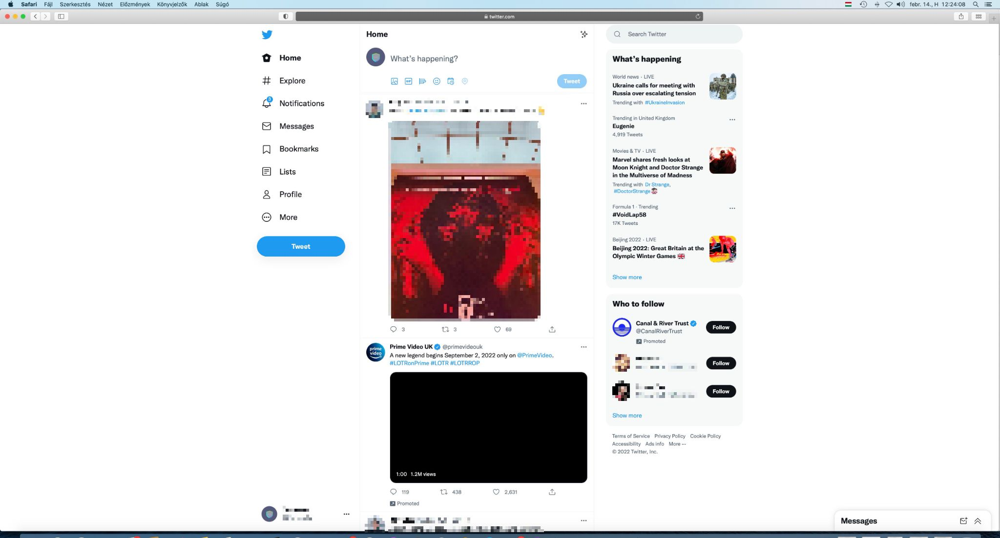 Safari Fájl Szerkesztés Nézet Előzmények Könyvjelzők Ablak Súgó
febr. 14., H 12:24:08
twitter.com
Home
Explore
3
Notifications
Messages
Bookmarks
Lists
Profile
More
Tweet
Home
What's happening?
GIF
Tweet
3 3 69
prime video
Prime Video UK @primevideouk
A new legend begins September 2, 2022 only on @PrimeVideo.
#LOTRonPrime #LOTR #LOTRROP
1:00 1.2M views
119 438 2,631
Promoted
Search Twitter
What's happening
World news · LIVE
Ukraine calls for meeting with
Russia over escalating tension
Trending with #UkraineInvasion
Trending in United Kingdom
Eugenie
4,919 Tweets
Movies & TV · LIVE
Marvel shares fresh looks at
Moon Knight and Doctor Strange
in the Multiverse of Madness
Trending with Dr Strange,
#DoctorStrange
Formula 1 · Trending
#VoidLap58
17K Tweets
Beijing 2022 · LIVE
Beijing 2022: Great Britain at the
Olympic Winter Games
Show more
Who to follow
Canal & River Trust
@CanalRiverTrust
Follow
Promoted
Follow
Follow
Show more
Terms of Service Privacy Policy Cookie Policy
Accessibility Ads info More ···
© 2022 Twitter, Inc.
Messages